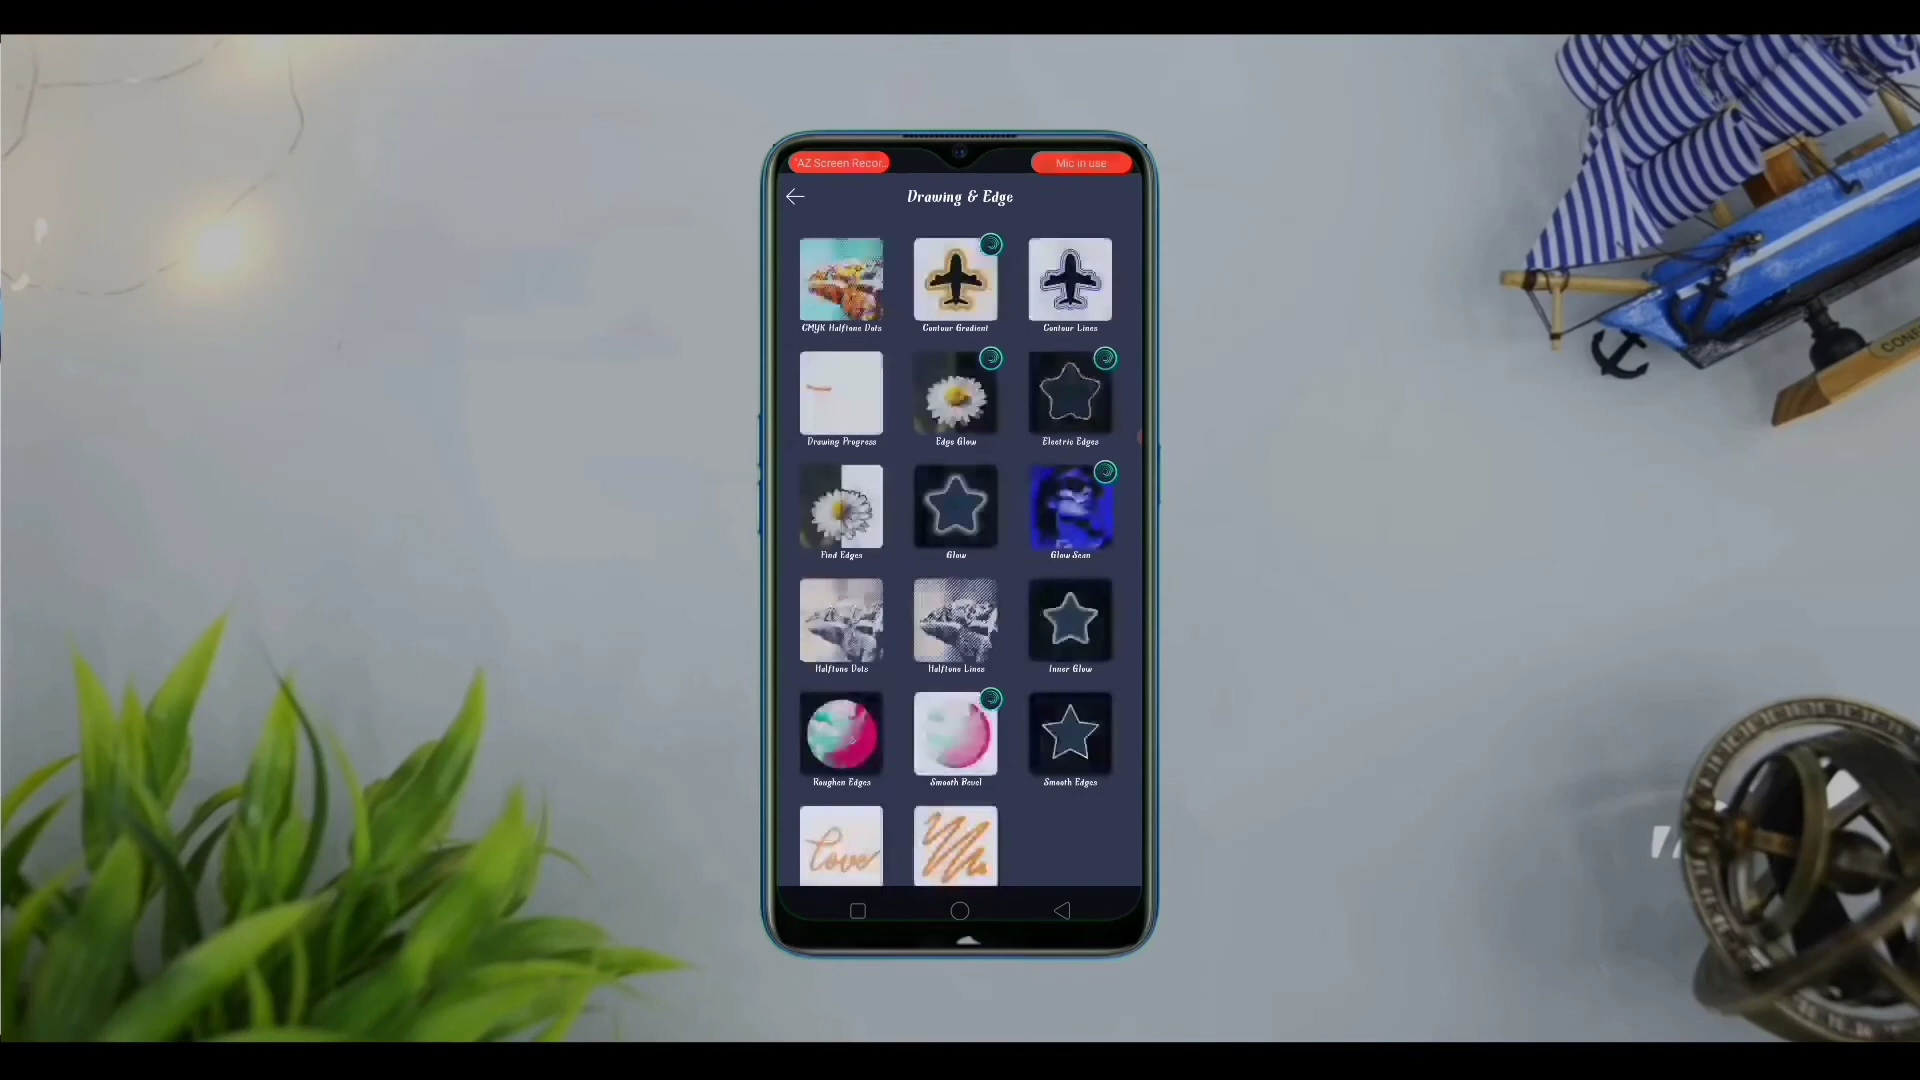 "AZ Screen Recor...
Mic in use
Drawing & Edge
CMYK Halftone Dots
Contour Gradient
Contour Lines
Drawing Progress
Edge Glow
Electric Edges
Find Edges
Glow
Glow Scan
Halftone Dots
Halftone Lines
Inner Glow
Roughen Edges
Smooth Bevel
Smooth Edges
love
CONF